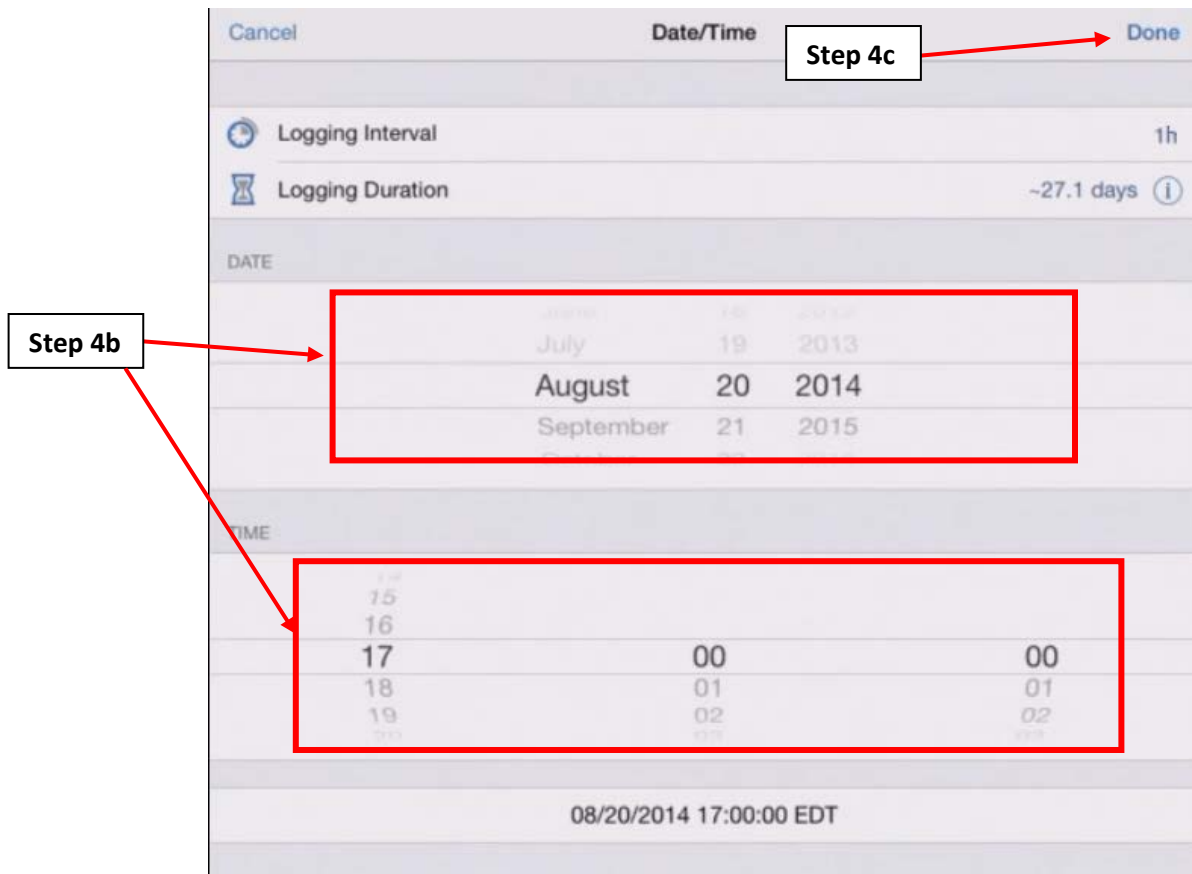 Cancel Date/Time Done
Step 4c
Logging Interval 1h
Logging Duration ~27.1 days i
DATE
Step 4b
July 19 2013
August 20 2014
September 21 2015
TIME
15
16
17 00 00
18 01 01
19 02 02
08/20/2014 17:00:00 EDT